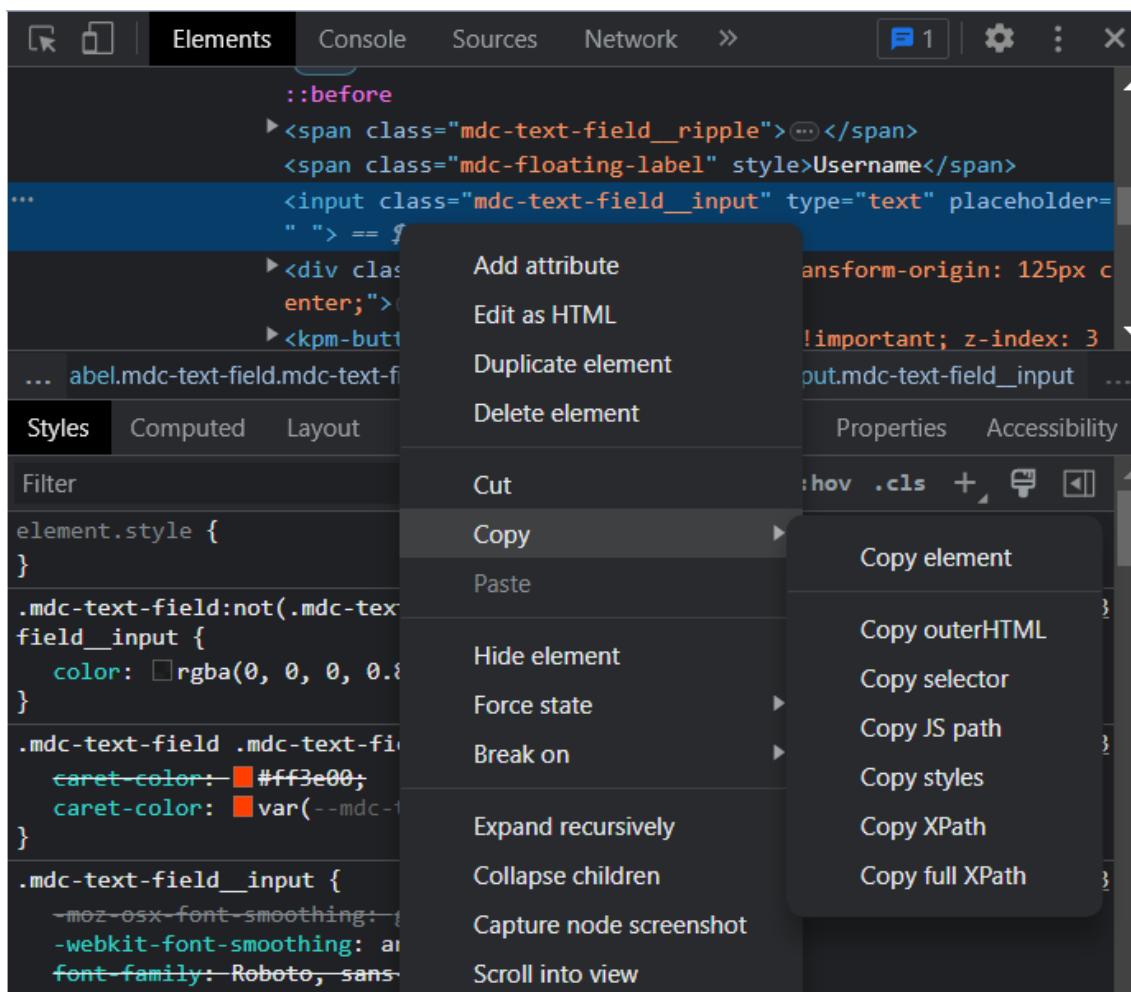 Elements Console Sources Network » 1
::before
<span class="mdc-text-field__ripple">…</span>
<span class="mdc-floating-label" style>Username</span>
… <input class="mdc-text-field__input" type="text" placeholder=
" "> == $
<div clas ansform-origin: 125px c
enter;">
<kpm-butt !important; z-index: 3
... abel.mdc-text-field.mdc-text-fi put.mdc-text-field__input ...
Styles Computed Layout Properties Accessibility
Filter :hov .cls +
element.style {
}
.mdc-text-field:not(.mdc-tex
field__input {
color: rgba(0, 0, 0, 0.8
}
.mdc-text-field .mdc-text-fi
caret-color: #ff3e00;
caret-color: var(--mdc-t
}
.mdc-text-field__input {
-moz-osx-font-smoothing: g
-webkit-font-smoothing: an
font-family: Roboto, sans-
Add attribute
Edit as HTML
Duplicate element
Delete element
Cut
Copy
Paste
Hide element
Force state
Break on
Expand recursively
Collapse children
Capture node screenshot
Scroll into view
Copy element
Copy outerHTML
Copy selector
Copy JS path
Copy styles
Copy XPath
Copy full XPath